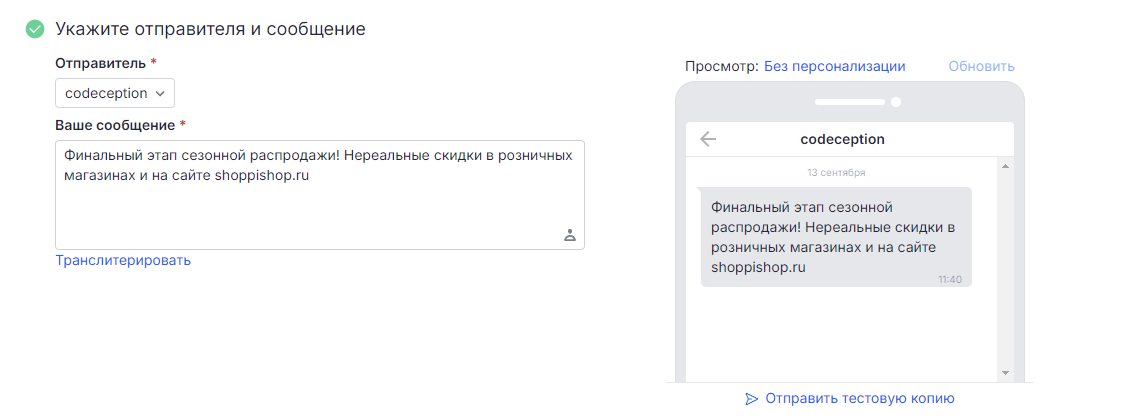 Укажите отправителя и сообщение
Отправитель *
codeception
Ваше сообщение *
Финальный этап сезонной распродажи! Нереальные скидки в розничных
магазинах и на сайте shoppishop.ru
Транслитерировать
Просмотр: Без персонализации Обновить
codeception
13 сентября
Финальный этап сезонной
распродажи! Нереальные скидки в
розничных магазинах и на сайте
shoppishop.ru
11:40
Отправить тестовую копию